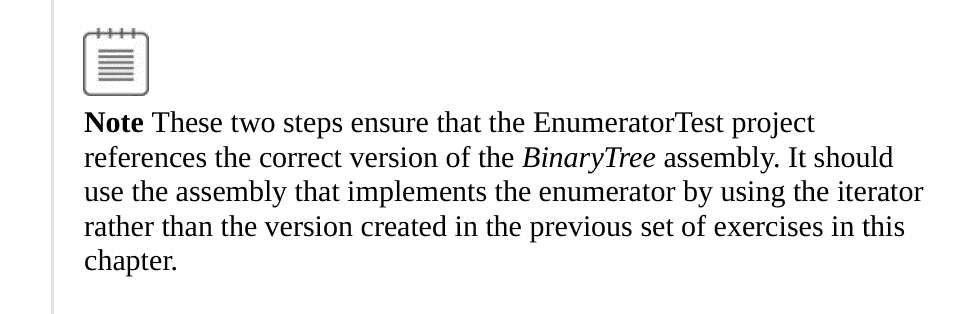 Note These two steps ensure that the EnumeratorTest project
references the correct version of the BinaryTree assembly. It should
use the assembly that implements the enumerator by using the iterator
rather than the version created in the previous set of exercises in this
chapter.